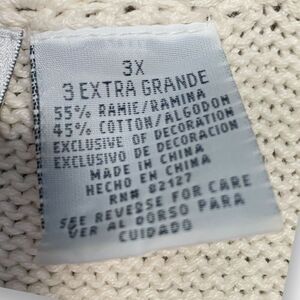 3X
3 EXTRA GRANDE
55% RAMIE/RAMINA
45% COTTON/ALGODON
EXCLUSIVE OF DECORATION
EXCLUSIVO DE DECORACION
MADE IN CHINA
HECHO EN CHINA
RN# 82127
SEE REVERSE FOR CARE
VER AL DORSO PARA
CUIDADO